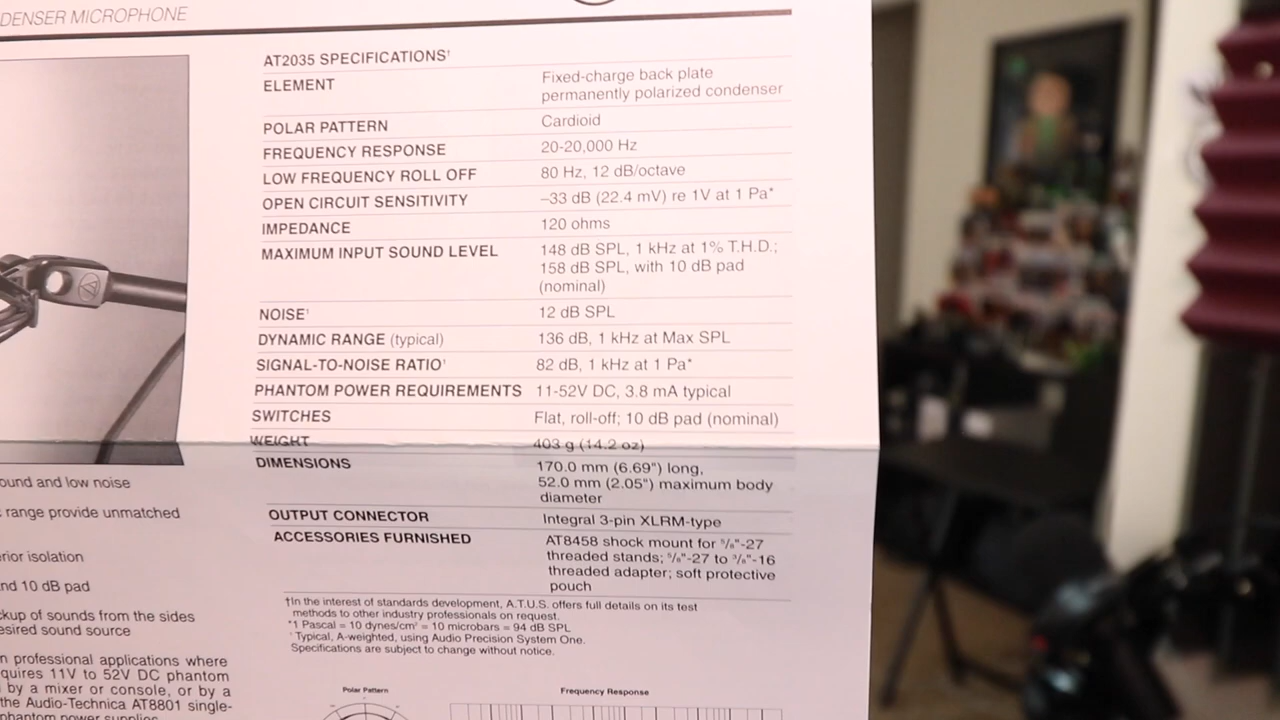 DENSER MICROPHONE
AT2035 SPECIFICATIONS†
ELEMENT Fixed-charge back plate
permanently polarized condenser
POLAR PATTERN Cardioid
FREQUENCY RESPONSE 20-20,000 Hz
LOW FREQUENCY ROLL OFF 80 Hz, 12 dB/octave
OPEN CIRCUIT SENSITIVITY –33 dB (22.4 mV) re 1V at 1 Pa*
IMPEDANCE 120 ohms
MAXIMUM INPUT SOUND LEVEL 148 dB SPL, 1 kHz at 1% T.H.D.;
158 dB SPL, with 10 dB pad
(nominal)
NOISE¹ 12 dB SPL
DYNAMIC RANGE (typical) 136 dB, 1 kHz at Max SPL
SIGNAL-TO-NOISE RATIO¹ 82 dB, 1 kHz at 1 Pa*
PHANTOM POWER REQUIREMENTS 11-52V DC, 3.8 mA typical
SWITCHES Flat, roll-off; 10 dB pad (nominal)
WEIGHT 403 g (14.2 oz)
DIMENSIONS 170.0 mm (6.69") long,
52.0 mm (2.05") maximum body
diameter
OUTPUT CONNECTOR Integral 3-pin XLRM-type
ACCESSORIES FURNISHED AT8458 shock mount for ⁵/₈"-27
threaded stands; ⁵/₈"-27 to ³/₈"-16
threaded adapter; soft protective
pouch
†In the interest of standards development, A.T.U.S. offers full details on its test
methods to other industry professionals on request.
*1 Pascal = 10 dynes/cm² = 10 microbars = 94 dB SPL
¹Typical, A-weighted, using Audio Precision System One.
Specifications are subject to change without notice.
Polar Pattern
Frequency Response
ound and low noise
range provide unmatched
rior isolation
nd 10 dB pad
ckup of sounds from the sides
esired sound source
n professional applications where
quires 11V to 52V DC phantom
by a mixer or console, or by a
the Audio-Technica AT8801 single-
phantom power supplies